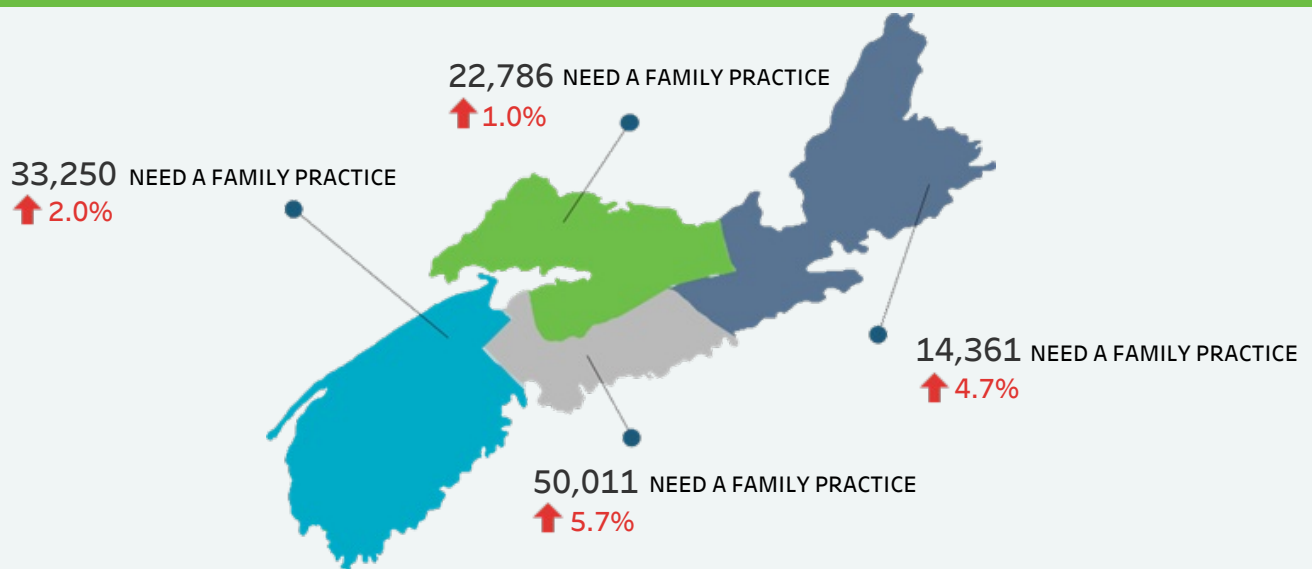 22,786 NEED A FAMILY PRACTICE
1.0%
33,250 NEED A FAMILY PRACTICE
2.0%
14,361 NEED A FAMILY PRACTICE
4.7%
50,011 NEED A FAMILY PRACTICE
5.7%